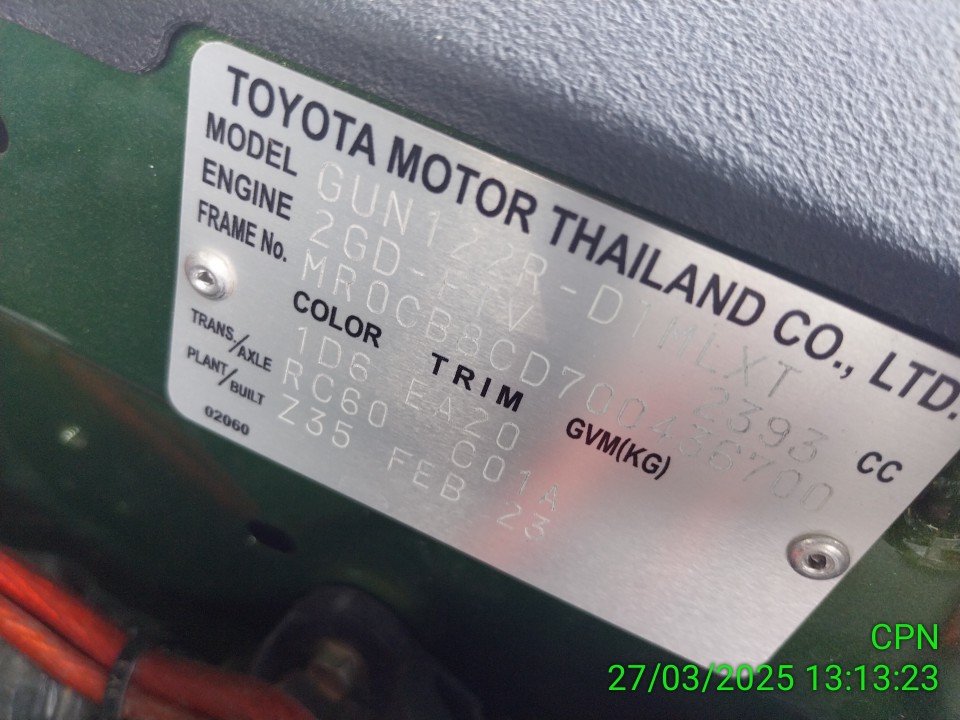 TOYOTA MOTOR THAILAND CO., LTD.
MODEL GUN122R-DTMLXT
ENGINE 2GD-FTV 2393 CC
FRAME No. MR0CB8CD700436700
COLOR TRIM GVM(KG)
1D6 EA20
TRANS./AXLE RC60 C01A
PLANT/BUILT Z35 FEB 23
02060
CPN
27/03/2025 13:13:23